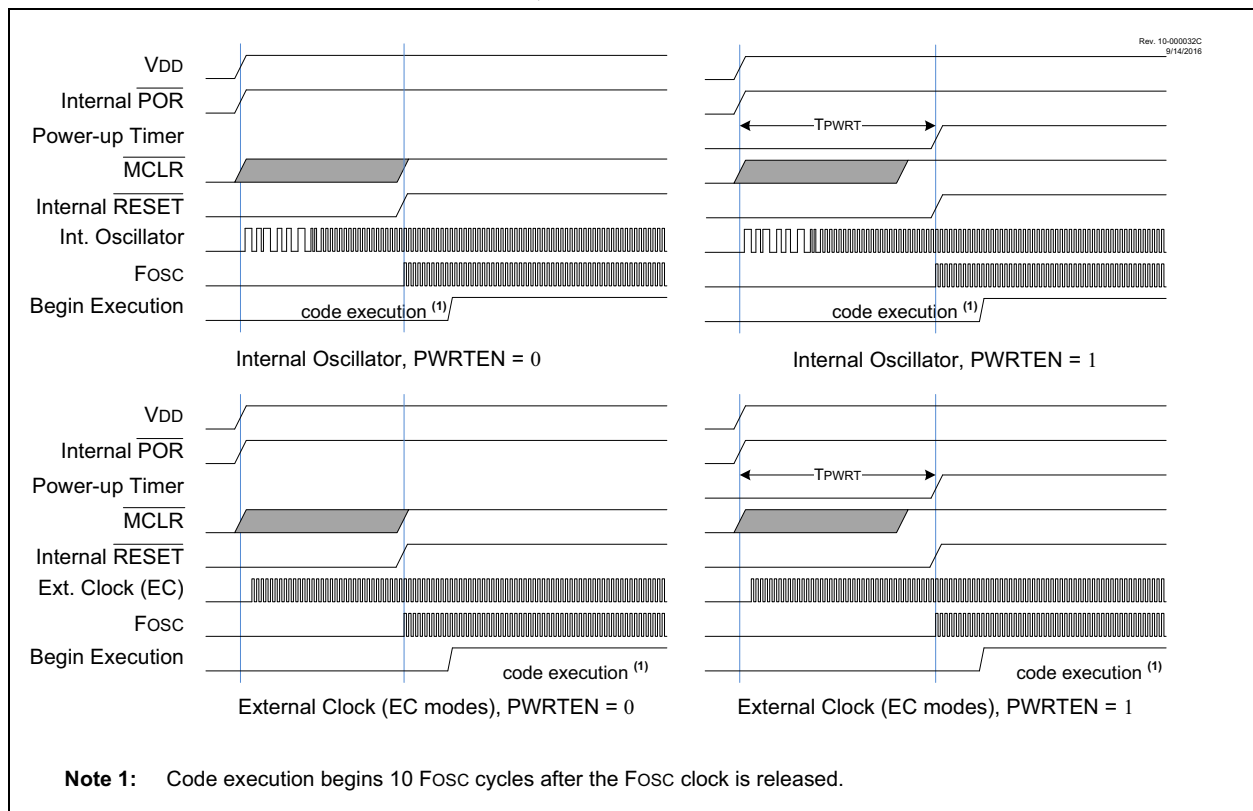 Rev. 10-000032C
9/14/2016
VDD
Internal POR
Power-up Timer
MCLR
Internal RESET
Int. Oscillator
FOSC
Begin Execution
code execution (1)
Internal Oscillator, PWRTEN = 0
TPWRT
code execution (1)
Internal Oscillator, PWRTEN = 1
VDD
Internal POR
Power-up Timer
MCLR
Internal RESET
Ext. Clock (EC)
FOSC
Begin Execution
code execution (1)
External Clock (EC modes), PWRTEN = 0
TPWRT
code execution (1)
External Clock (EC modes), PWRTEN = 1
Note 1: Code execution begins 10 FOSC cycles after the FOSC clock is released.